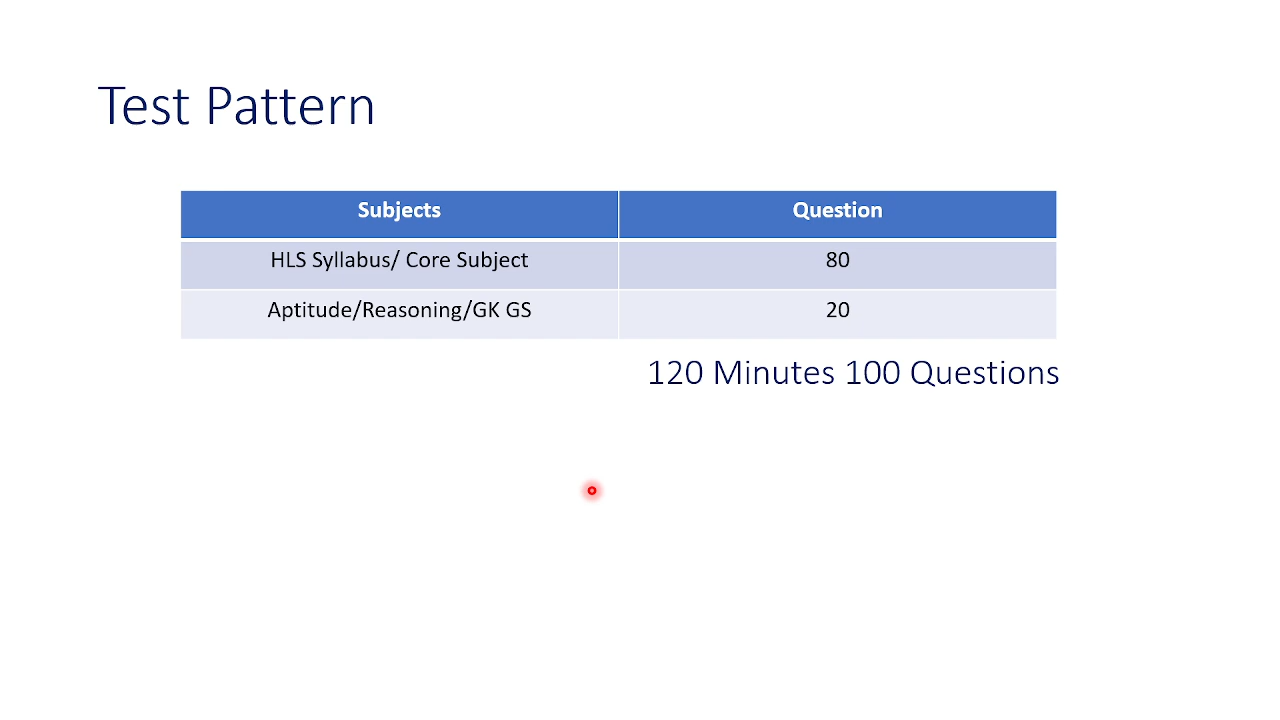 Test Pattern
Subjects Question
HLS Syllabus/ Core Subject 80
Aptitude/Reasoning/GK GS 20
120 Minutes 100 Questions